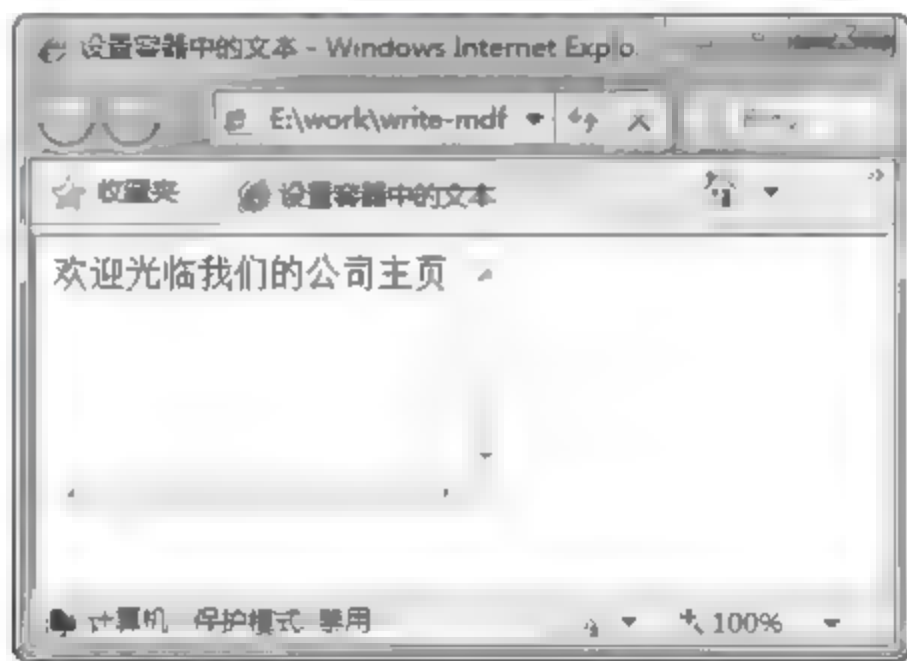 设置容器中的文本 - Windows Internet Explo
E:\work\write-mdf
收藏夹 设置容器中的文本
欢迎光临我们的公司主页
计算机 保护模式 禁用
100%